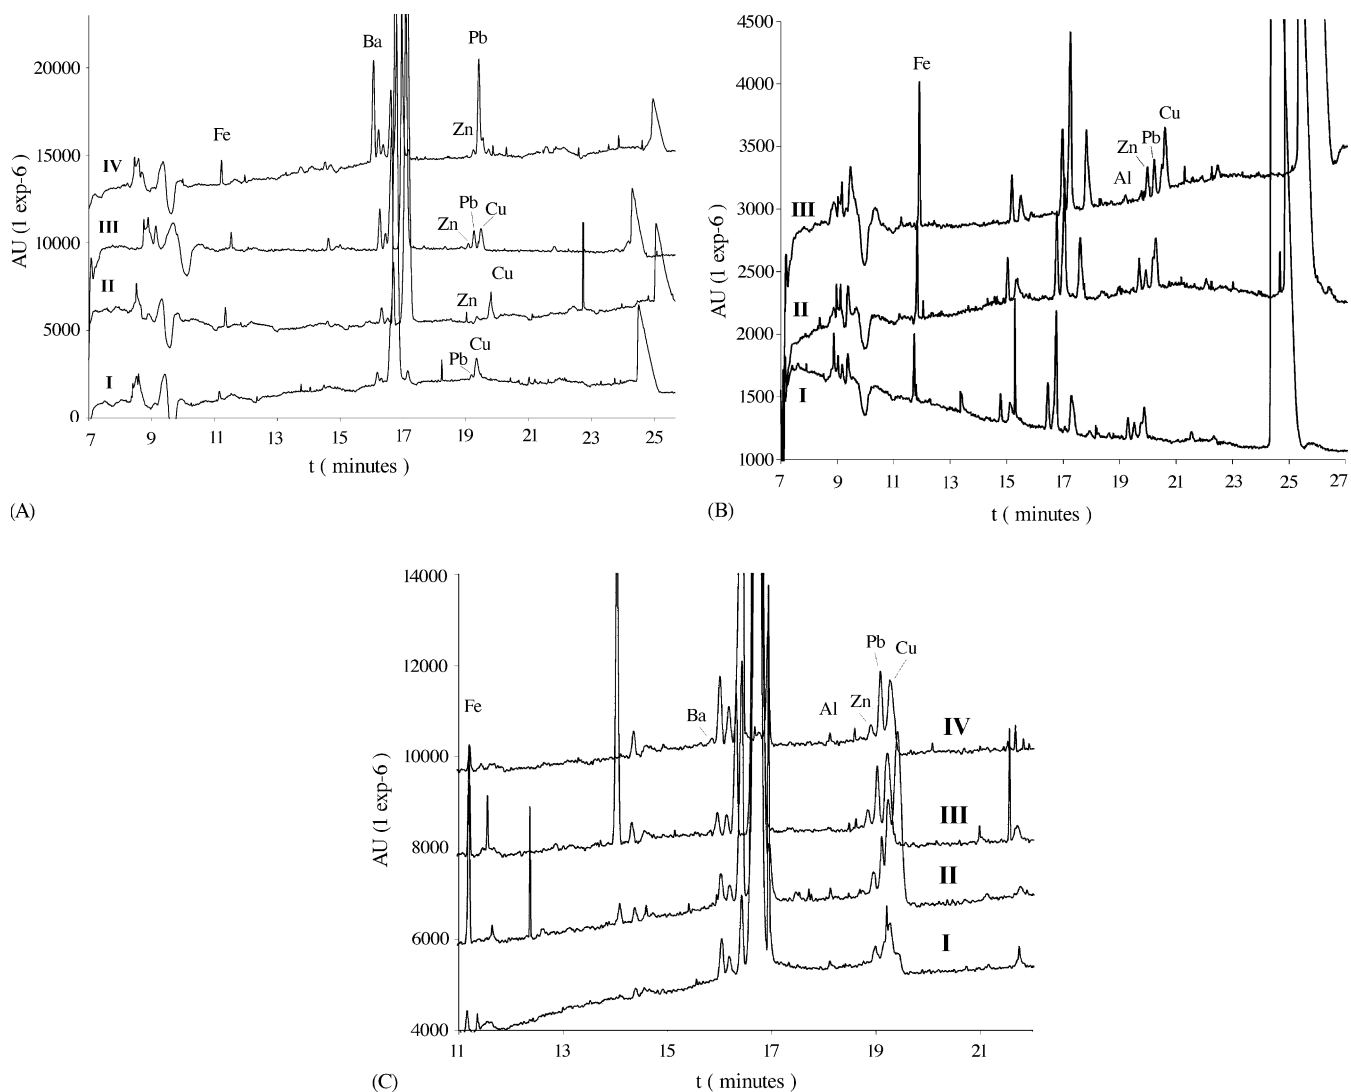 AU (1 exp-6)
20000
15000
10000
5000
0
Ba
Pb
Fe
Zn
IV
III
Pb
Zn
Cu
II
Cu
Zn
I
Cu
Pb
7 9 11 13 15 17 19 21 23 25
t ( minutes )
(A)
AU (1 exp-6 )
4500
4000
3500
3000
2500
2000
1500
1000
Fe
Cu
Pb
Zn
Al
III
II
I
7 9 11 13 15 17 19 21 23 25 27
t ( minutes )
(B)
AU (1 exp-6 )
14000
12000
10000
8000
6000
4000
Fe
Ba
Al
Zn
Pb
Cu
IV
III
II
I
11 13 15 17 19 21
t ( minutes )
(C)